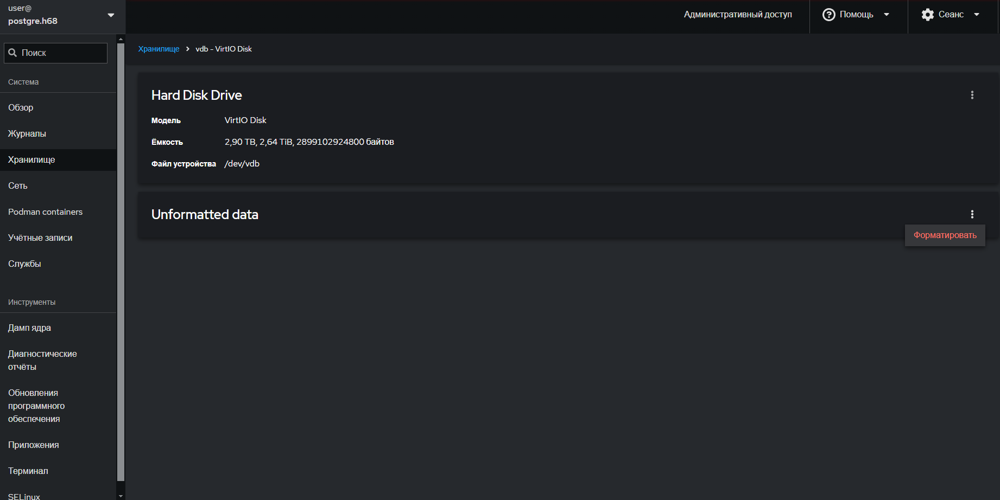 user@
postgre.h68
Административный доступ
Помощь
Сеанс
Поиск
Система
Обзор
Журналы
Хранилище
Сеть
Podman containers
Учётные записи
Службы
Инструменты
Дамп ядра
Диагностические
отчёты
Обновления
программного
обеспечения
Приложения
Терминал
SELinux
Хранилище > vdb - VirtIO Disk
Hard Disk Drive
Модель VirtIO Disk
Ёмкость 2,90 TB, 2,64 TiB, 2899102924800 байтов
Файл устройства /dev/vdb
Unformatted data
Форматировать